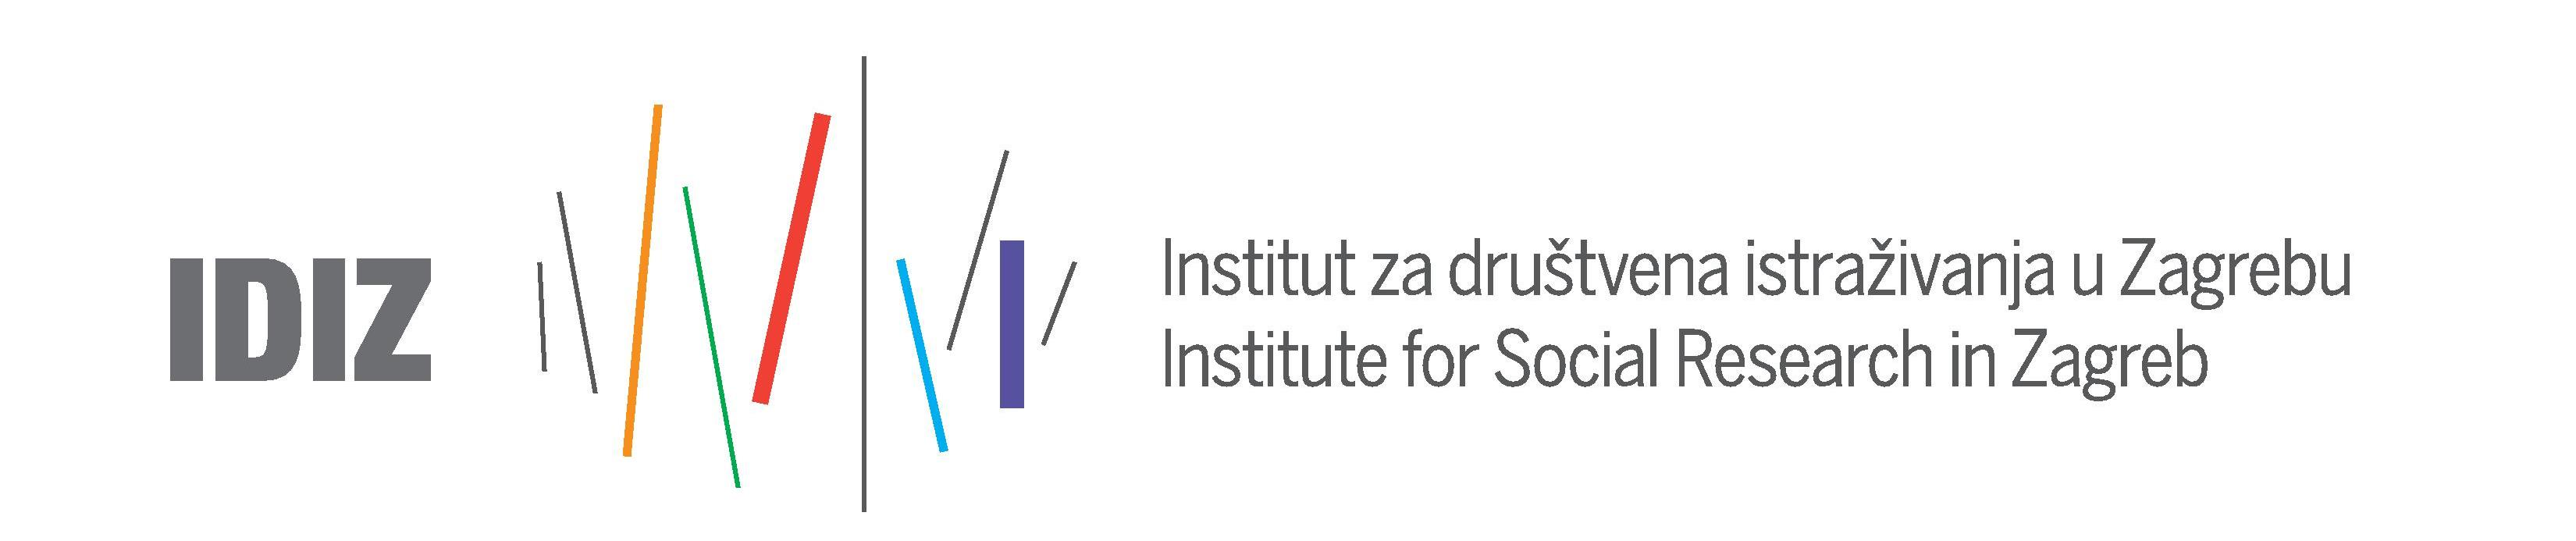 IDIZ
Institut za društvena istraživanja u Zagrebu
Institute for Social Research in Zagreb